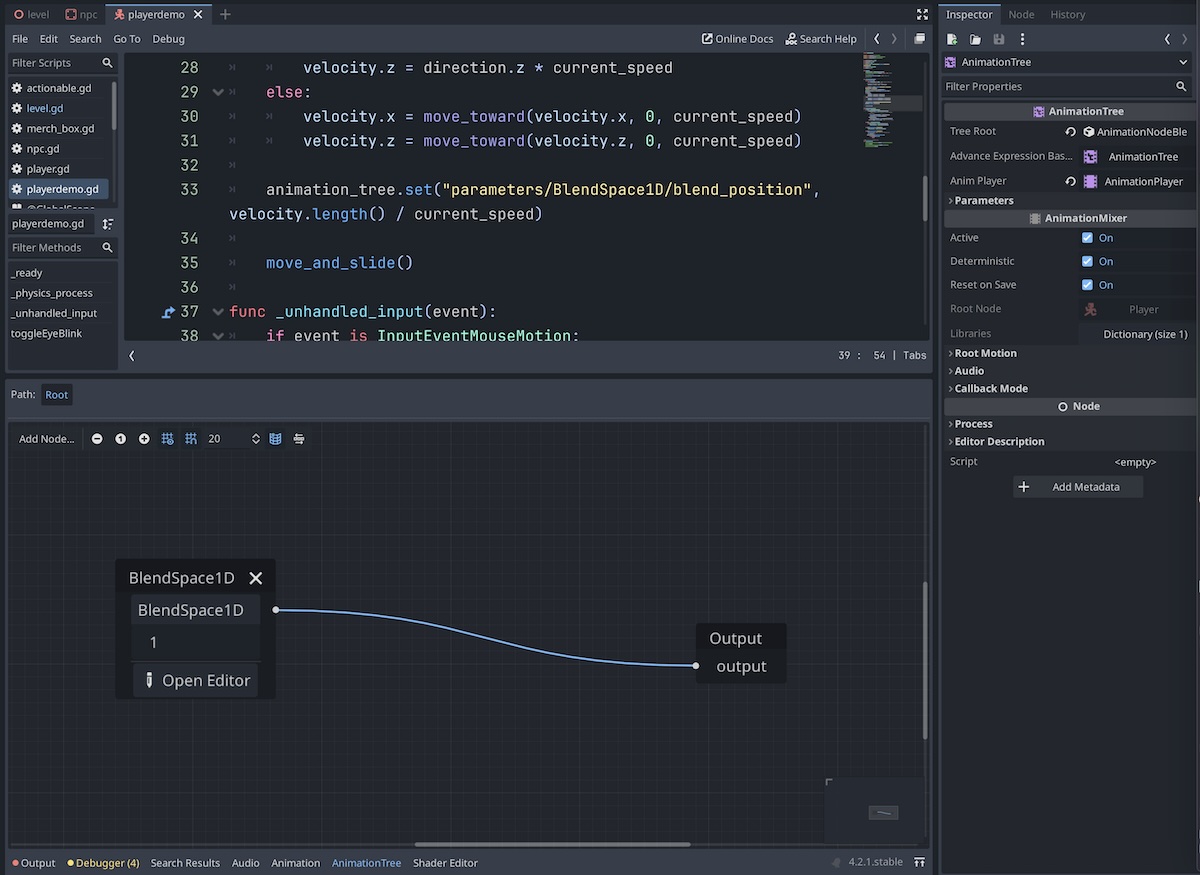 level npc playerdemo
File Edit Search Go To Debug Online Docs Search Help
Filter Scripts
actionable.gd
level.gd
merch_box.gd
npc.gd
player.gd
playerdemo.gd
@GlobalScope
playerdemo.gd
Filter Methods
_ready
_physics_process
_unhandled_input
toggleEyeBlink
28 velocity.z = direction.z * current_speed
29 else:
30 velocity.x = move_toward(velocity.x, 0, current_speed)
31 velocity.z = move_toward(velocity.z, 0, current_speed)
32
33 animation_tree.set("parameters/BlendSpace1D/blend_position",
velocity.length() / current_speed)
34
35 move_and_slide()
36
37 func _unhandled_input(event):
38 if event is InputEventMouseMotion:
39 : 54 | Tabs
Path: Root
Add Node... 20
BlendSpace1D
BlendSpace1D
1
Open Editor
Output
output
Output Debugger (4) Search Results Audio Animation AnimationTree Shader Editor 4.2.1.stable
Inspector Node History
AnimationTree
Filter Properties
AnimationTree
Tree Root AnimationNodeBle
Advance Expression Bas... AnimationTree
Anim Player AnimationPlayer
Parameters
AnimationMixer
Active On
Deterministic On
Reset on Save On
Root Node Player
Libraries Dictionary (size 1)
Root Motion
Audio
Callback Mode
Node
Process
Editor Description
Script <empty>
Add Metadata